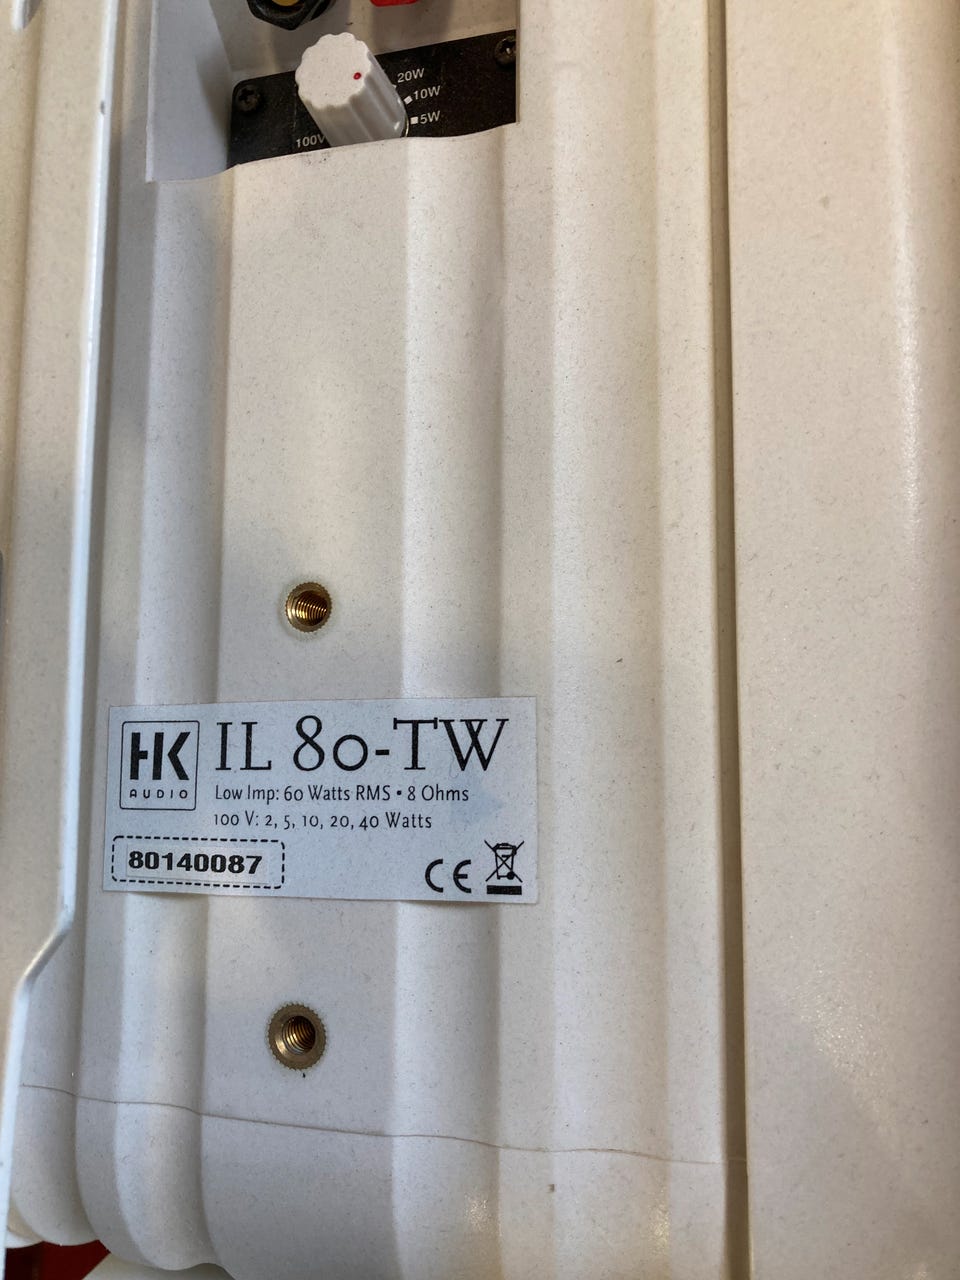 20W
10W
5W
100V
HK
AUDIO
IL 80-TW
Low Imp: 60 Watts RMS • 8 Ohms
100 V: 2, 5, 10, 20, 40 Watts
80140087
CE